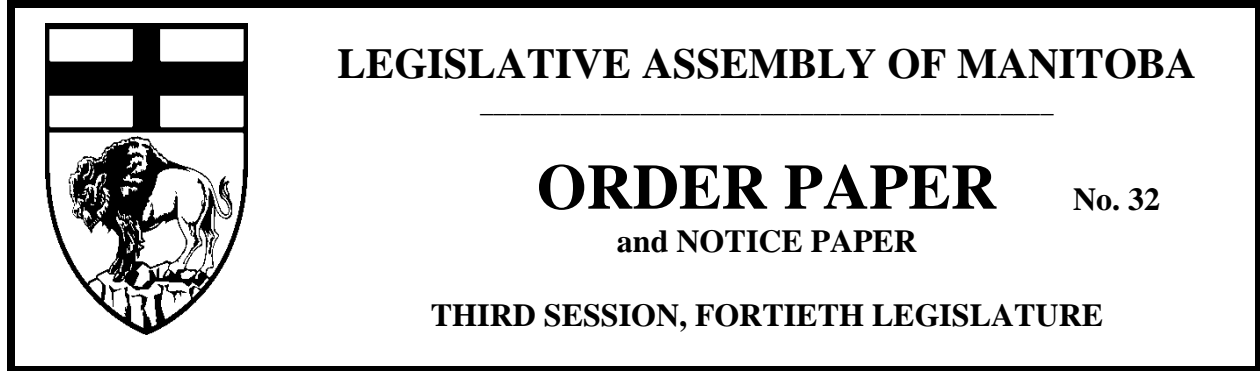 LEGISLATIVE ASSEMBLY OF MANITOBA
ORDER PAPER No. 32
and NOTICE PAPER
THIRD SESSION, FORTIETH LEGISLATURE